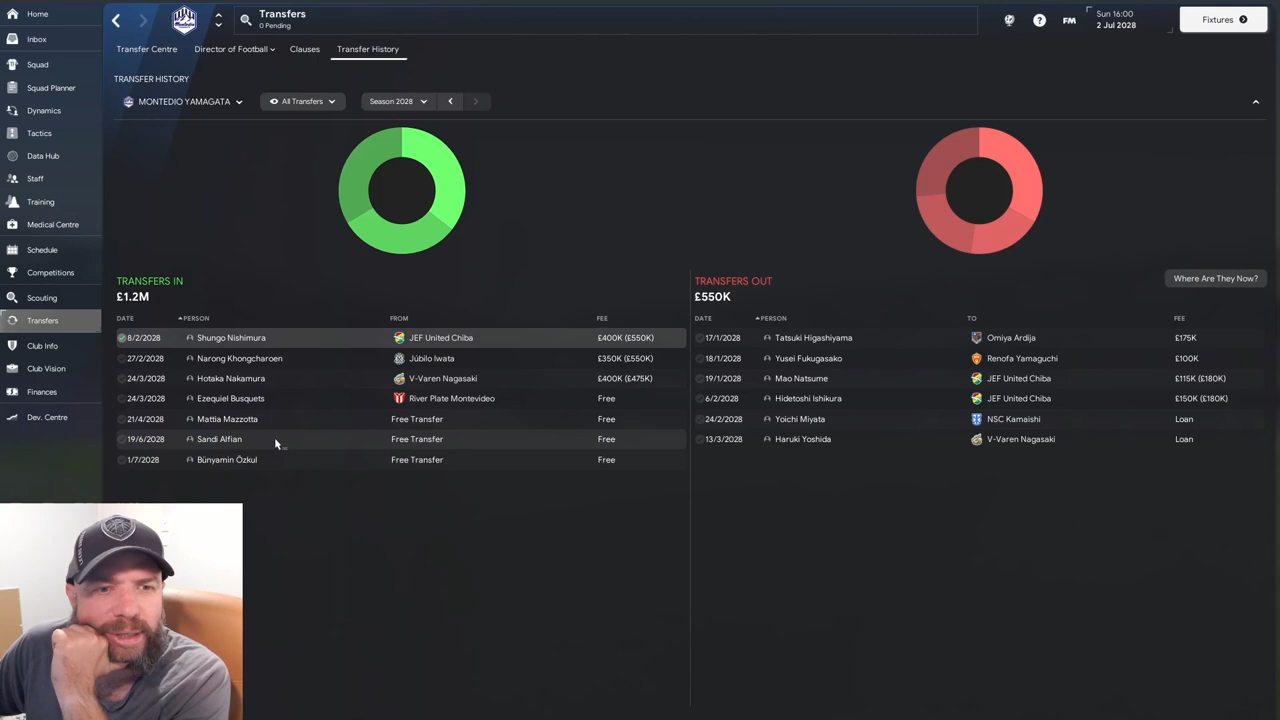 Home
Inbox
Squad
Squad Planner
Dynamics
Tactics
Data Hub
Staff
Training
Medical Centre
Schedule
Competitions
Scouting
Transfers
Club Info
Club Vision
Finances
Dev. Centre
Transfers
0 Pending
FM
Sun 16:00
2 Jul 2028
Fixtures
Transfer Centre Director of Football Clauses Transfer History
TRANSFER HISTORY
MONTEDIO YAMAGATA All Transfers Season 2028
TRANSFERS IN
£1.2M
DATE PERSON FROM FEE
8/2/2028 Shungo Nishimura JEF United Chiba £400K (£550K)
27/2/2028 Narong Khongcharoen Júbilo Iwata £350K (£550K)
24/3/2028 Hotaka Nakamura V-Varen Nagasaki £400K (£475K)
24/3/2028 Ezequiel Busquets River Plate Montevideo Free
21/4/2028 Mattia Mazzotta Free Transfer Free
19/6/2028 Sandi Alfian Free Transfer Free
1/7/2028 Bünyamin Özkul Free Transfer Free
TRANSFERS OUT
£550K
Where Are They Now?
DATE PERSON TO FEE
17/1/2028 Tatsuki Higashiyama Omiya Ardija £175K
18/1/2028 Yusei Fukugasako Renofa Yamaguchi £100K
19/1/2028 Mao Natsume JEF United Chiba £115K (£180K)
6/2/2028 Hidetoshi Ishikura JEF United Chiba £150K (£180K)
24/2/2028 Yoichi Miyata NSC Kamaishi Loan
13/3/2028 Haruki Yoshida V-Varen Nagasaki Loan